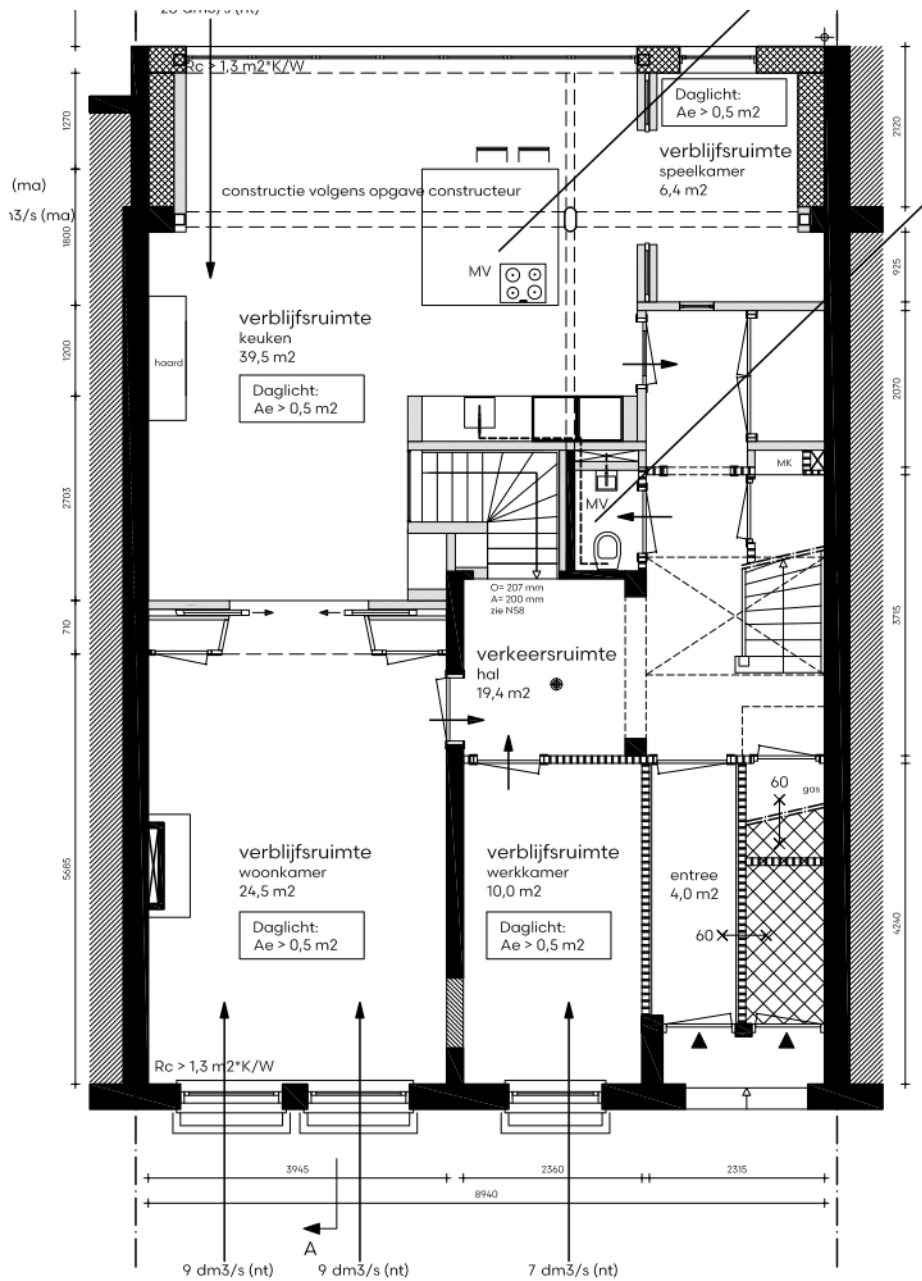 Rc > 1,3 m2*K/W
Daglicht:
Ae > 0,5 m2
verblijfsruimte
speelkamer
6,4 m2
(ma)
constructie volgens opgave constructeur
MV
verblijfsruimte
keuken
39,5 m2
haard
Daglicht:
Ae > 0,5 m2
MK
MV
O= 207 mm
A= 200 mm
zie N58
verkeersruimte
hal
19,4 m2
60
gas
verblijfsruimte
woonkamer
24,5 m2
Daglicht:
Ae > 0,5 m2
verblijfsruimte
werkkamer
10,0 m2
Daglicht:
Ae > 0,5 m2
entree
4,0 m2
60
Rc > 1,3 m2*K/W
1270
1800
1200
2703
710
5685
2120
925
2070
3715
4240
3945
2360
2315
8940
A
9 dm3/s (nt)
9 dm3/s (nt)
7 dm3/s (nt)